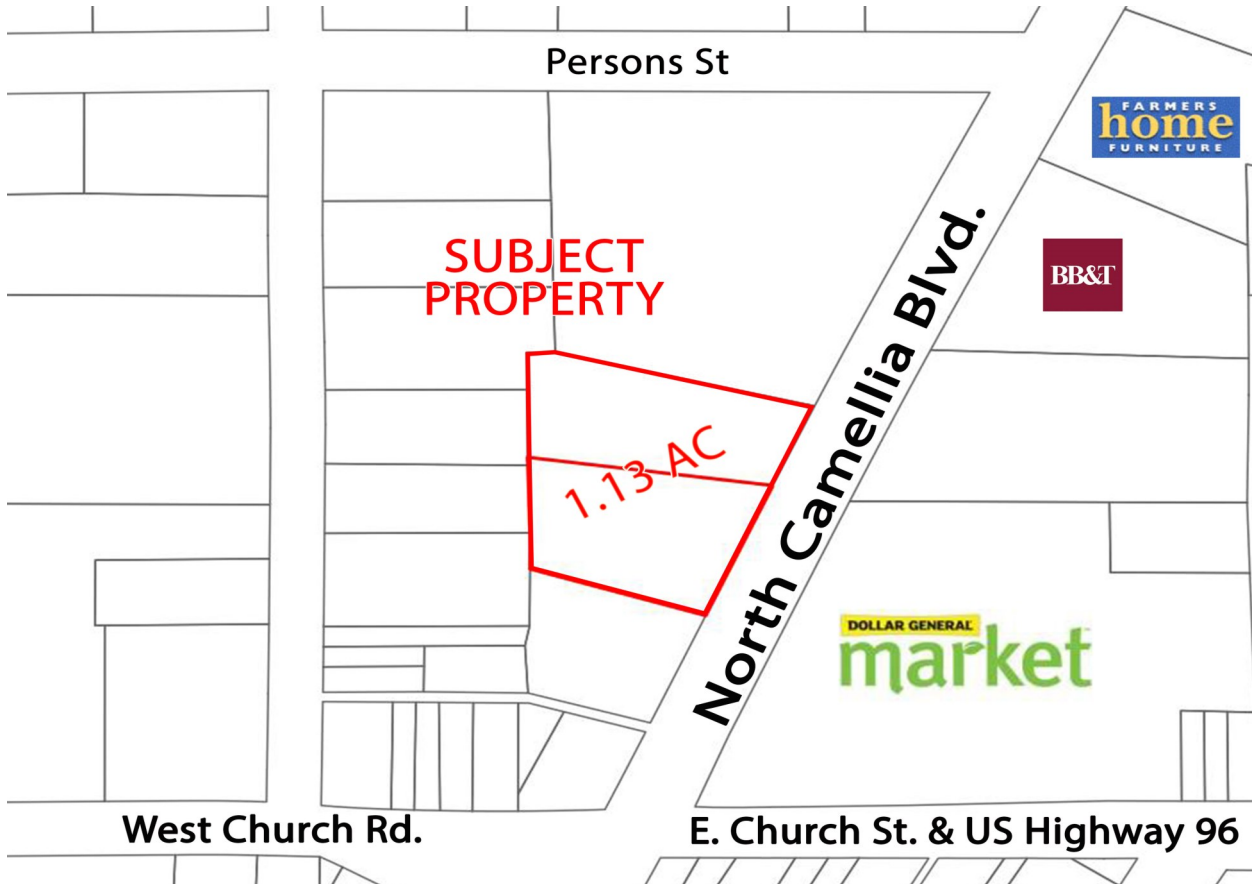 Persons St
FARMERS
home
FURNITURE
SUBJECT
PROPERTY
BB&T
North Camellia Blvd.
1.13 AC
DOLLAR GENERAL
market
West Church Rd.
E. Church St. & US Highway 96